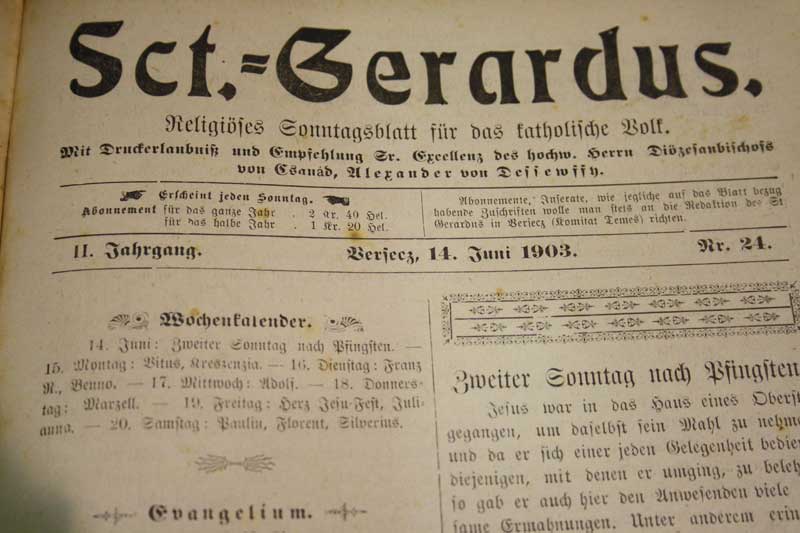 Sct.=Gerardus.
Religiöses Sonntagsblatt für das katholische Volk.
Mit Druckerlaubniß und Empfehlung Sr. Excellenz des hochw. Herrn Diözesanbischofs
von Csanád, Alexander von Dessewffy.
Erscheint jeden Sonntag.
Abonnement für das ganze Jahr . 2 Kr. 40 Hel.
für das halbe Jahr . 1 Kr. 20 Hel.
Abonnemente, Inserate, wie jegliche auf das Blatt bezug
habende Zuschriften wolle man stets an die Redaktion des St
Gerardus in Versecz (Komitat Temes) richten.
II. Jahrgang. Versecz, 14. Juni 1903. Nr. 24.
Wochenkalender.
14. Juni: Zweiter Sonntag nach Pfingsten. —
15. Montag: Vitus, Kreszenzia. — 16. Dienstag: Franz
R., Benno. — 17. Mittwoch: Adolf. — 18. Donners-
tag: Marzell. — 19. Freitag: Herz Jesu-Fest, Juli-
anna. — 20. Samstag: Paulin, Florent, Silverius.
Evangelium.
Zweiter Sonntag nach Pfingsten
Jesus war in das Haus eines Oberst
gegangen, um daselbst sein Mahl zu nehme
und da er sich einer jeden Gelegenheit bedien
diejenigen, mit denen er umging, zu beleh
so gab er auch hier den Anwesenden viele
same Ermahnungen. Unter anderem erin